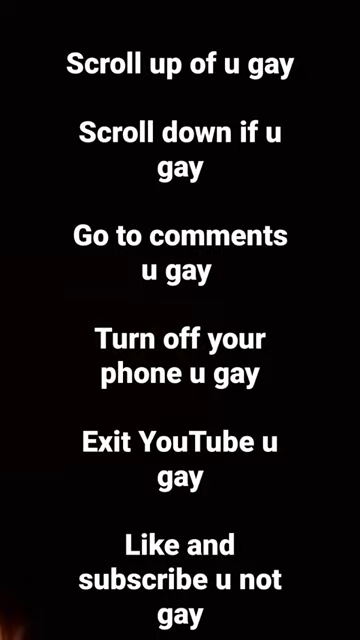 Scroll up of u gay
Scroll down if u
gay
Go to comments
u gay
Turn off your
phone u gay
Exit YouTube u
gay
Like and
subscribe u not
gay